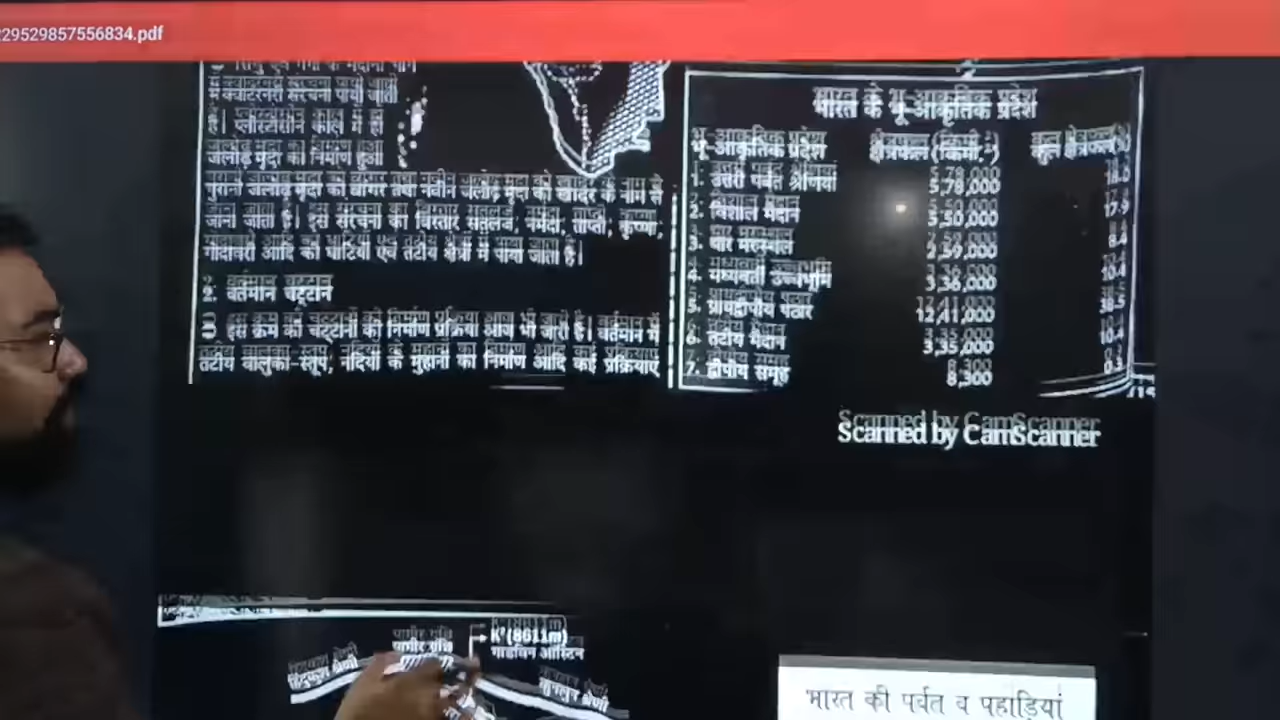 29529857556834.pdf
में क्वाटरनरी संरचना पायी जाती
है। प्लीस्टोसीन काल में ही
जलोढ़ मृदा का निर्माण हुआ
पुरानी जलोढ़ मृदा को बांगर तथा नवीन जलोढ़ मृदा को खादर के नाम से
जाना जाता है। इस संरचना का विस्तार सतलज, नर्मदा, ताप्ती, कृष्णा,
गोदावरी आदि की घाटियों एवं तटीय क्षेत्रों में पाया जाता है।
2. वर्तमान चट्टानें
इस क्रम की चट्टानों की निर्माण प्रक्रिया आज भी जारी है। वर्तमान में
तटीय बालुका-स्तूप, नदियों के मुहानों का निर्माण आदि कई प्रक्रियाएं
भारत के भू-आकृतिक प्रदेश
भू-आकृतिक प्रदेश क्षेत्रफल (किमी.²) कुल क्षेत्रफल(%)
1. उत्तरी पर्वत श्रेणियां 5,78,000
2. विशाल मैदान 5,50,000 17.9
3. थार मरुस्थल 2,59,000 8.4
4. मध्यवर्ती उच्चभूमि 3,36,000 10.4
5. प्रायद्वीपीय पठार 12,41,000 38.5
6. तटीय मैदान 3,35,000 10.4
7. द्वीपीय समूह 8,300 0.3
Scanned by CamScanner
पामीर ग्रंथि
K²(8611m)
गाडविन ऑस्टिन
हिंदुकुश श्रेणी
कुनलुन श्रेणी
भारत की पर्वत व पहाड़ियां